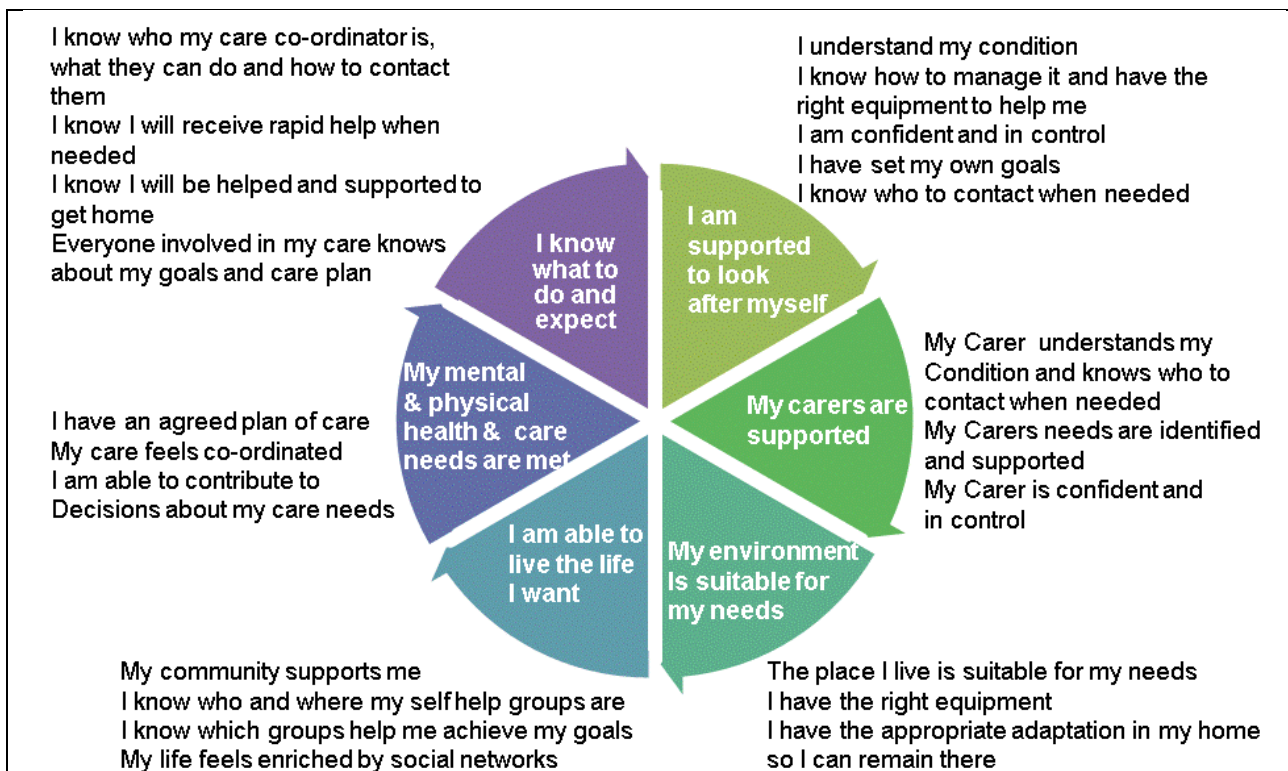 I know who my care co-ordinator is,
what they can do and how to contact
them
I know I will receive rapid help when
needed
I know I will be helped and supported to
get home
Everyone involved in my care knows
about my goals and care plan
I understand my condition
I know how to manage it and have the
right equipment to help me
I am confident and in control
I have set my own goals
I know who to contact when needed
I know
what to
do and
expect
I am
supported
to look
after myself
My mental
& physical
health & care
needs are met
My carers are
supported
I am able to
live the life
I want
My environment
Is suitable for
my needs
I have an agreed plan of care
My care feels co-ordinated
I am able to contribute to
Decisions about my care needs
My Carer understands my
Condition and knows who to
contact when needed
My Carers needs are identified
and supported
My Carer is confident and
in control
My community supports me
I know who and where my self help groups are
I know which groups help me achieve my goals
My life feels enriched by social networks
The place I live is suitable for my needs
I have the right equipment
I have the appropriate adaptation in my home
so I can remain there